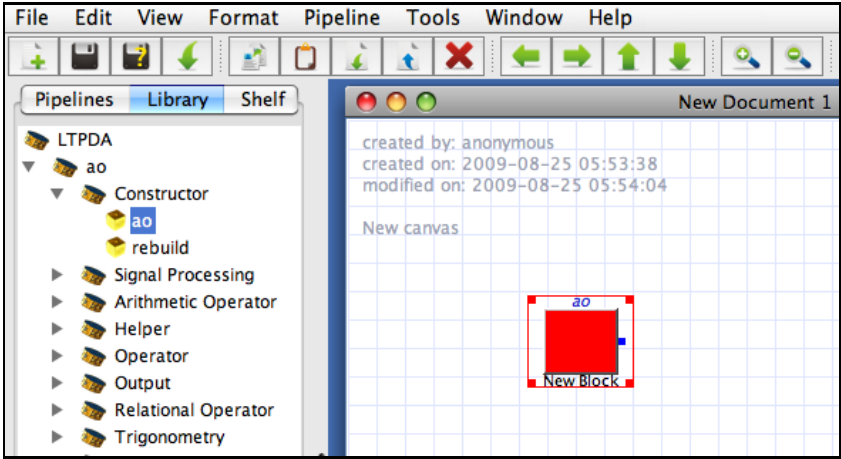 File Edit View Format Pipeline Tools Window Help
Pipelines Library Shelf
New Document 1
LTPDA
ao
Constructor
ao
rebuild
Signal Processing
Arithmetic Operator
Helper
Operator
Output
Relational Operator
Trigonometry
created by: anonymous
created on: 2009-08-25 05:53:38
modified on: 2009-08-25 05:54:04
New canvas
ao
New Block